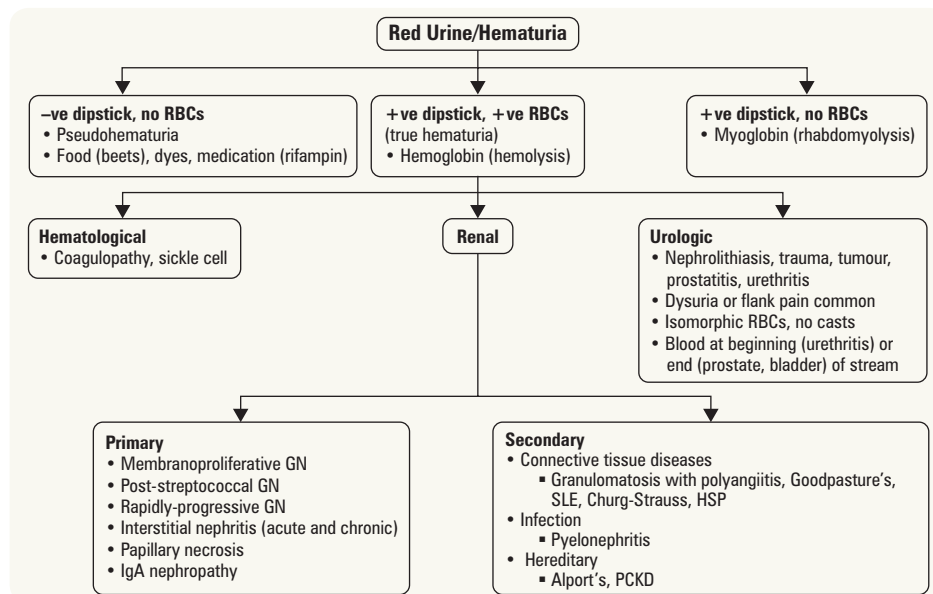 Red Urine/Hematuria
–ve dipstick, no RBCs
• Pseudohematuria
• Food (beets), dyes, medication (rifampin)
+ve dipstick, +ve RBCs
(true hematuria)
• Hemoglobin (hemolysis)
+ve dipstick, no RBCs
• Myoglobin (rhabdomyolysis)
Hematological
• Coagulopathy, sickle cell
Renal
Urologic
• Nephrolithiasis, trauma, tumour,
prostatitis, urethritis
• Dysuria or flank pain common
• Isomorphic RBCs, no casts
• Blood at beginning (urethritis) or
end (prostate, bladder) of stream
Primary
• Membranoproliferative GN
• Post-streptococcal GN
• Rapidly-progressive GN
• Interstitial nephritis (acute and chronic)
• Papillary necrosis
• IgA nephropathy
Secondary
• Connective tissue diseases
▪ Granulomatosis with polyangiitis, Goodpasture's,
SLE, Churg-Strauss, HSP
• Infection
▪ Pyelonephritis
• Hereditary
▪ Alport's, PCKD